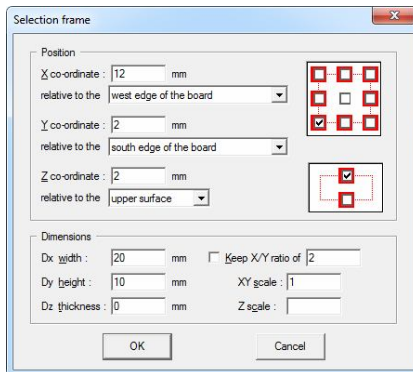 Selection frame
Position
X co-ordinate : 12 mm
relative to the west edge of the board
Y co-ordinate : 2 mm
relative to the south edge of the board
Z co-ordinate : 2 mm
relative to the upper surface
Dimensions
Dx width : 20 mm Keep X/Y ratio of 2
Dy height : 10 mm XY scale : 1
Dz thickness : 0 mm Z scale :
OK Cancel